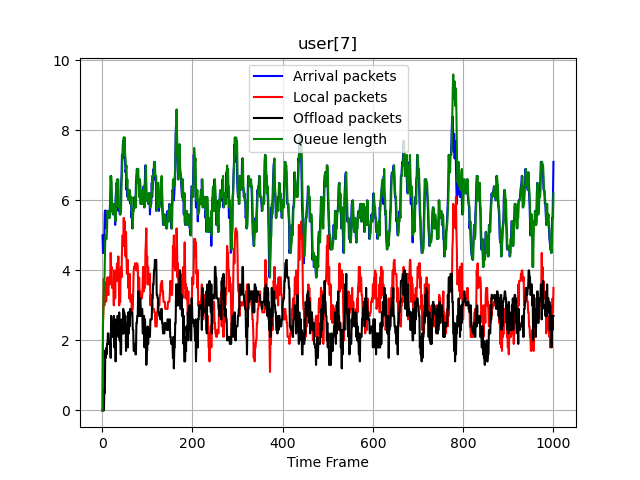 user[7]
10
8
6
4
2
0
Arrival packets
Local packets
Offload packets
Queue length
0 200 400 600 800 1000
Time Frame